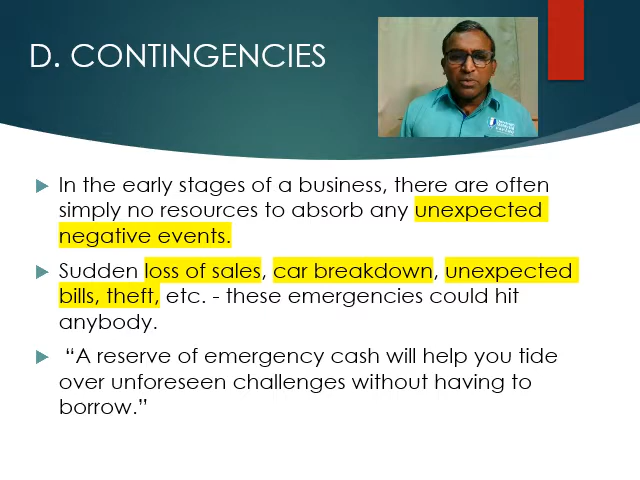 D. CONTINGENCIES
In the early stages of a business, there are often
simply no resources to absorb any unexpected
negative events.
Sudden loss of sales, car breakdown, unexpected
bills, theft, etc. - these emergencies could hit
anybody.
“A reserve of emergency cash will help you tide
over unforeseen challenges without having to
borrow.”